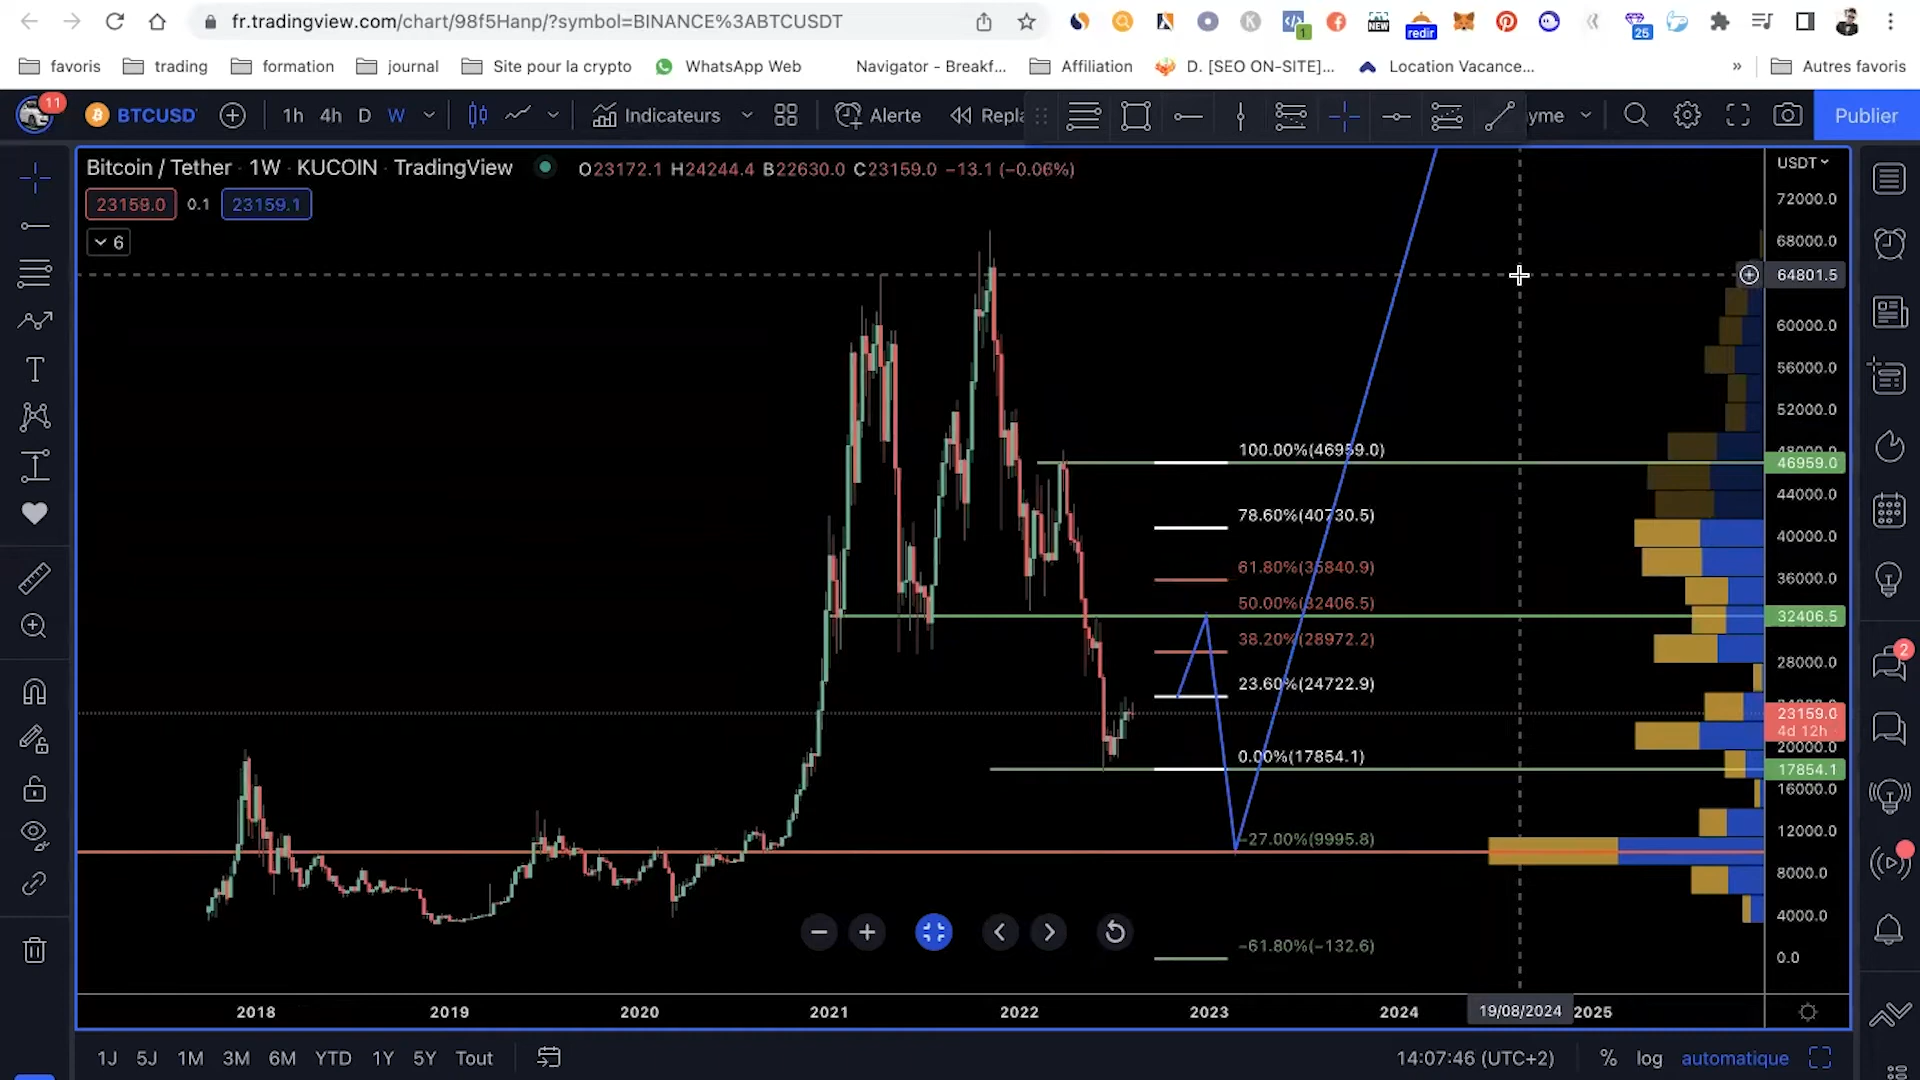 fr.tradingview.com/chart/98f5Hanp/?symbol=BINANCE%3ABTCUSDT
1
NEW
redir
25
favoris
trading
formation
journal
Site pour la crypto
WhatsApp Web
Navigator - Breakf...
Affiliation
D. [SEO ON-SITE]...
Location Vacance...
»
Autres favoris
11
BTCUSD
1h
4h
D
W
Indicateurs
Alerte
Repla
yme
Publier
Bitcoin / Tether · 1W · KUCOIN · TradingView
O23172.1 H24244.4 B22630.0 C23159.0 −13.1 (−0.06%)
23159.0
0.1
23159.1
6
USDT
72000.0
68000.0
64801.5
60000.0
56000.0
52000.0
46959.0
44000.0
40000.0
36000.0
32406.5
28000.0
23159.0
4d 12h
20000.0
17854.1
16000.0
12000.0
8000.0
4000.0
0.0
100.00%(46959.0)
78.60%(40730.5)
61.80%(35840.9)
50.00%(32406.5)
38.20%(28972.2)
23.60%(24722.9)
0.00%(17854.1)
−27.00%(9995.8)
−61.80%(−132.6)
2
2018
2019
2020
2021
2022
2023
2024
19/08/2024
2025
1J
5J
1M
3M
6M
YTD
1Y
5Y
Tout
14:07:46 (UTC+2)
%
log
automatique